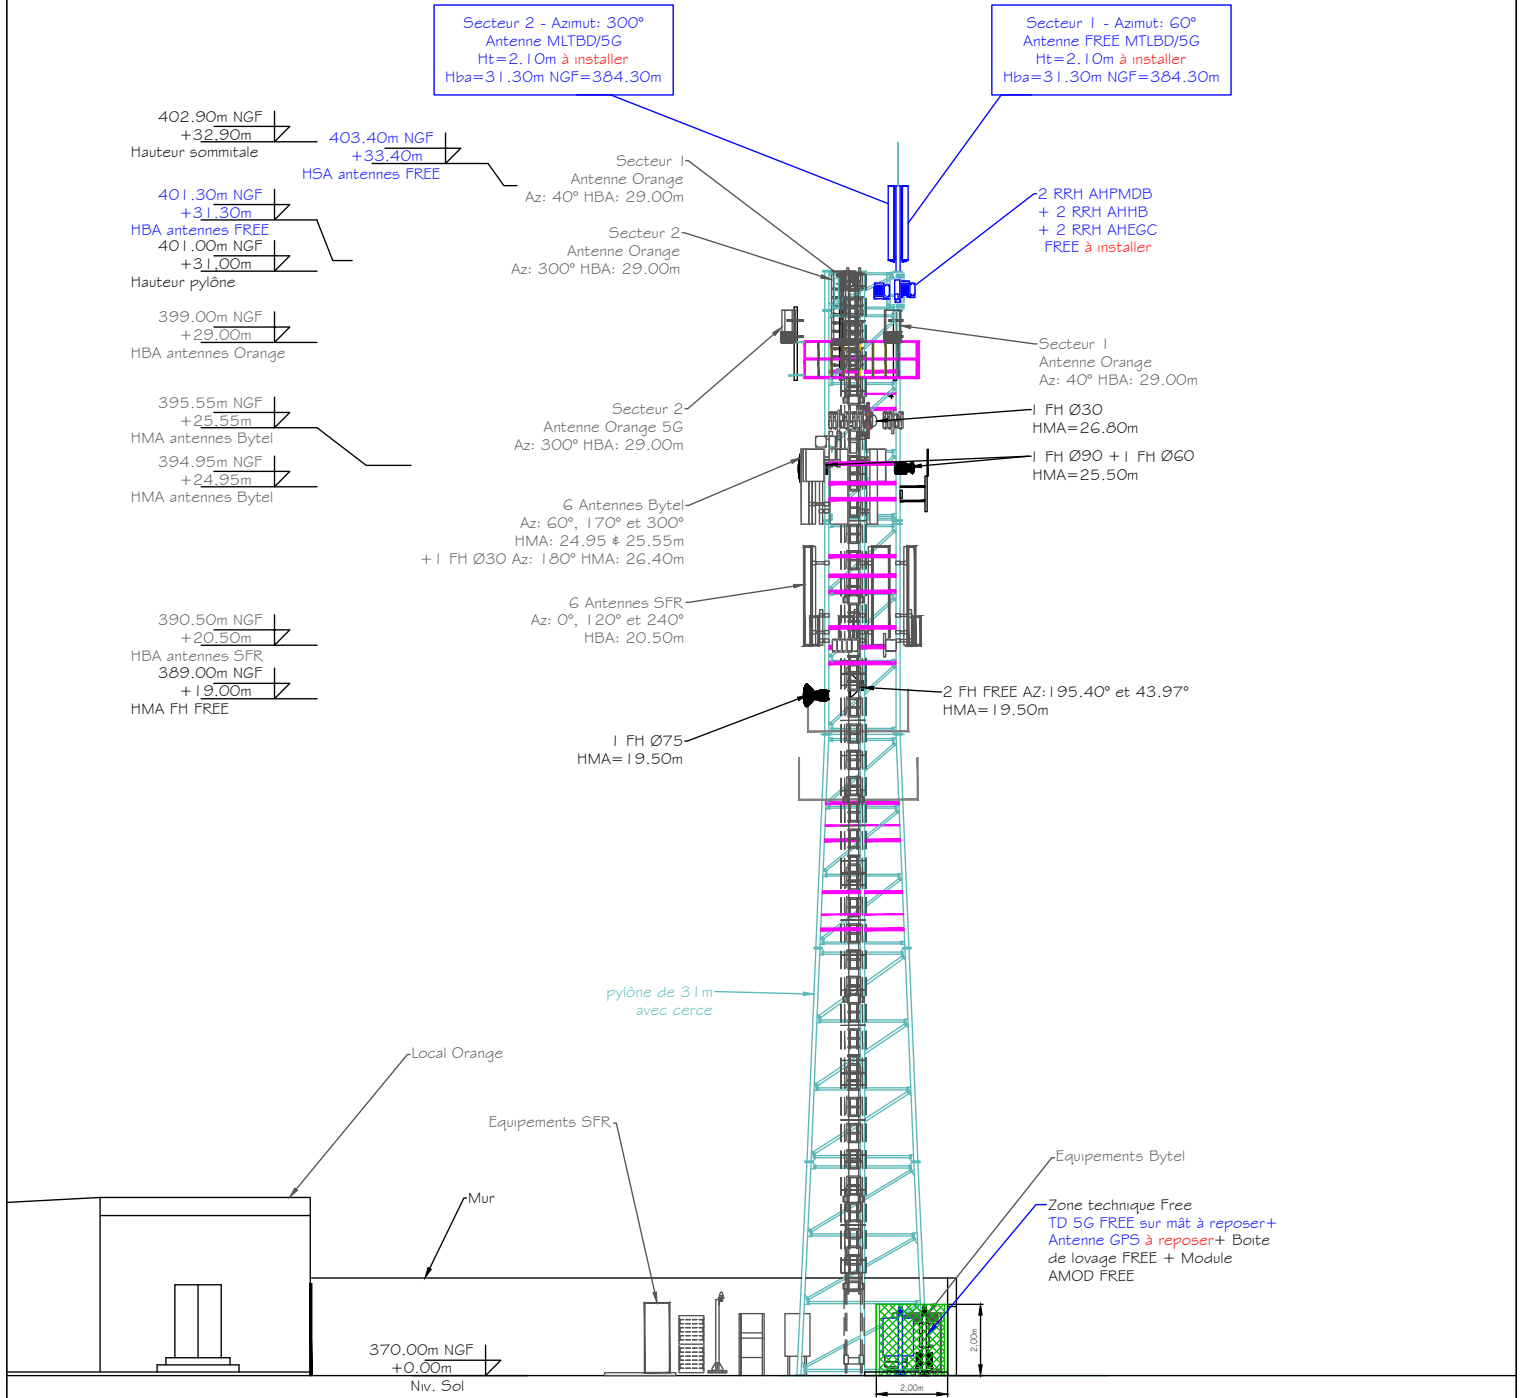 Secteur 2 - Azimut: 300°
Antenne MLTBD/5G
Ht=2.10m à installer
Hba=31.30m NGF=384.30m
Secteur 1 - Azimut: 60°
Antenne FREE MTLBD/5G
Ht=2.10m à installer
Hba=31.30m NGF=384.30m
402.90m NGF
+32,90m
Hauteur sommitale
403.40m NGF
+33.40m
HSA antennes FREE
401.30m NGF
+31.30m
HBA antennes FREE
401.00m NGF
+31,00m
Hauteur pylône
399.00m NGF
+29.00m
HBA antennes Orange
395.55m NGF
+25.55m
HMA antennes Bytel
394.95m NGF
+24.95m
HMA antennes Bytel
390.50m NGF
+20.50m
HBA antennes SFR
389.00m NGF
+19.00m
HMA FH FREE
Secteur 1
Antenne Orange
Az: 40° HBA: 29.00m
Secteur 2
Antenne Orange
Az: 300° HBA: 29.00m
Secteur 2
Antenne Orange 5G
Az: 300° HBA: 29.00m
6 Antennes Bytel
Az: 60°, 170° et 300°
HMA: 24.95 & 25.55m
+1 FH Ø30 Az: 180° HMA: 26.40m
6 Antennes SFR
Az: 0°, 120° et 240°
HBA: 20.50m
1 FH Ø75
HMA=19.50m
2 RRH AHPMDB
+ 2 RRH AHHB
+ 2 RRH AHEGC
FREE à installer
Secteur 1
Antenne Orange
Az: 40° HBA: 29.00m
1 FH Ø30
HMA=26.80m
1 FH Ø90 +1 FH Ø60
HMA=25.50m
2 FH FREE AZ:195.40° et 43.97°
HMA=19.50m
pylône de 31m
avec cerce
Local Orange
Equipements SFR
Mur
Equipements Bytel
Zone technique Free
TD 5G FREE sur mât à reposer+
Antenne GPS à reposer+ Boite
de lovage FREE + Module
AMOD FREE
370.00m NGF
+0.00m
Niv. Sol
2,00m
2,00m